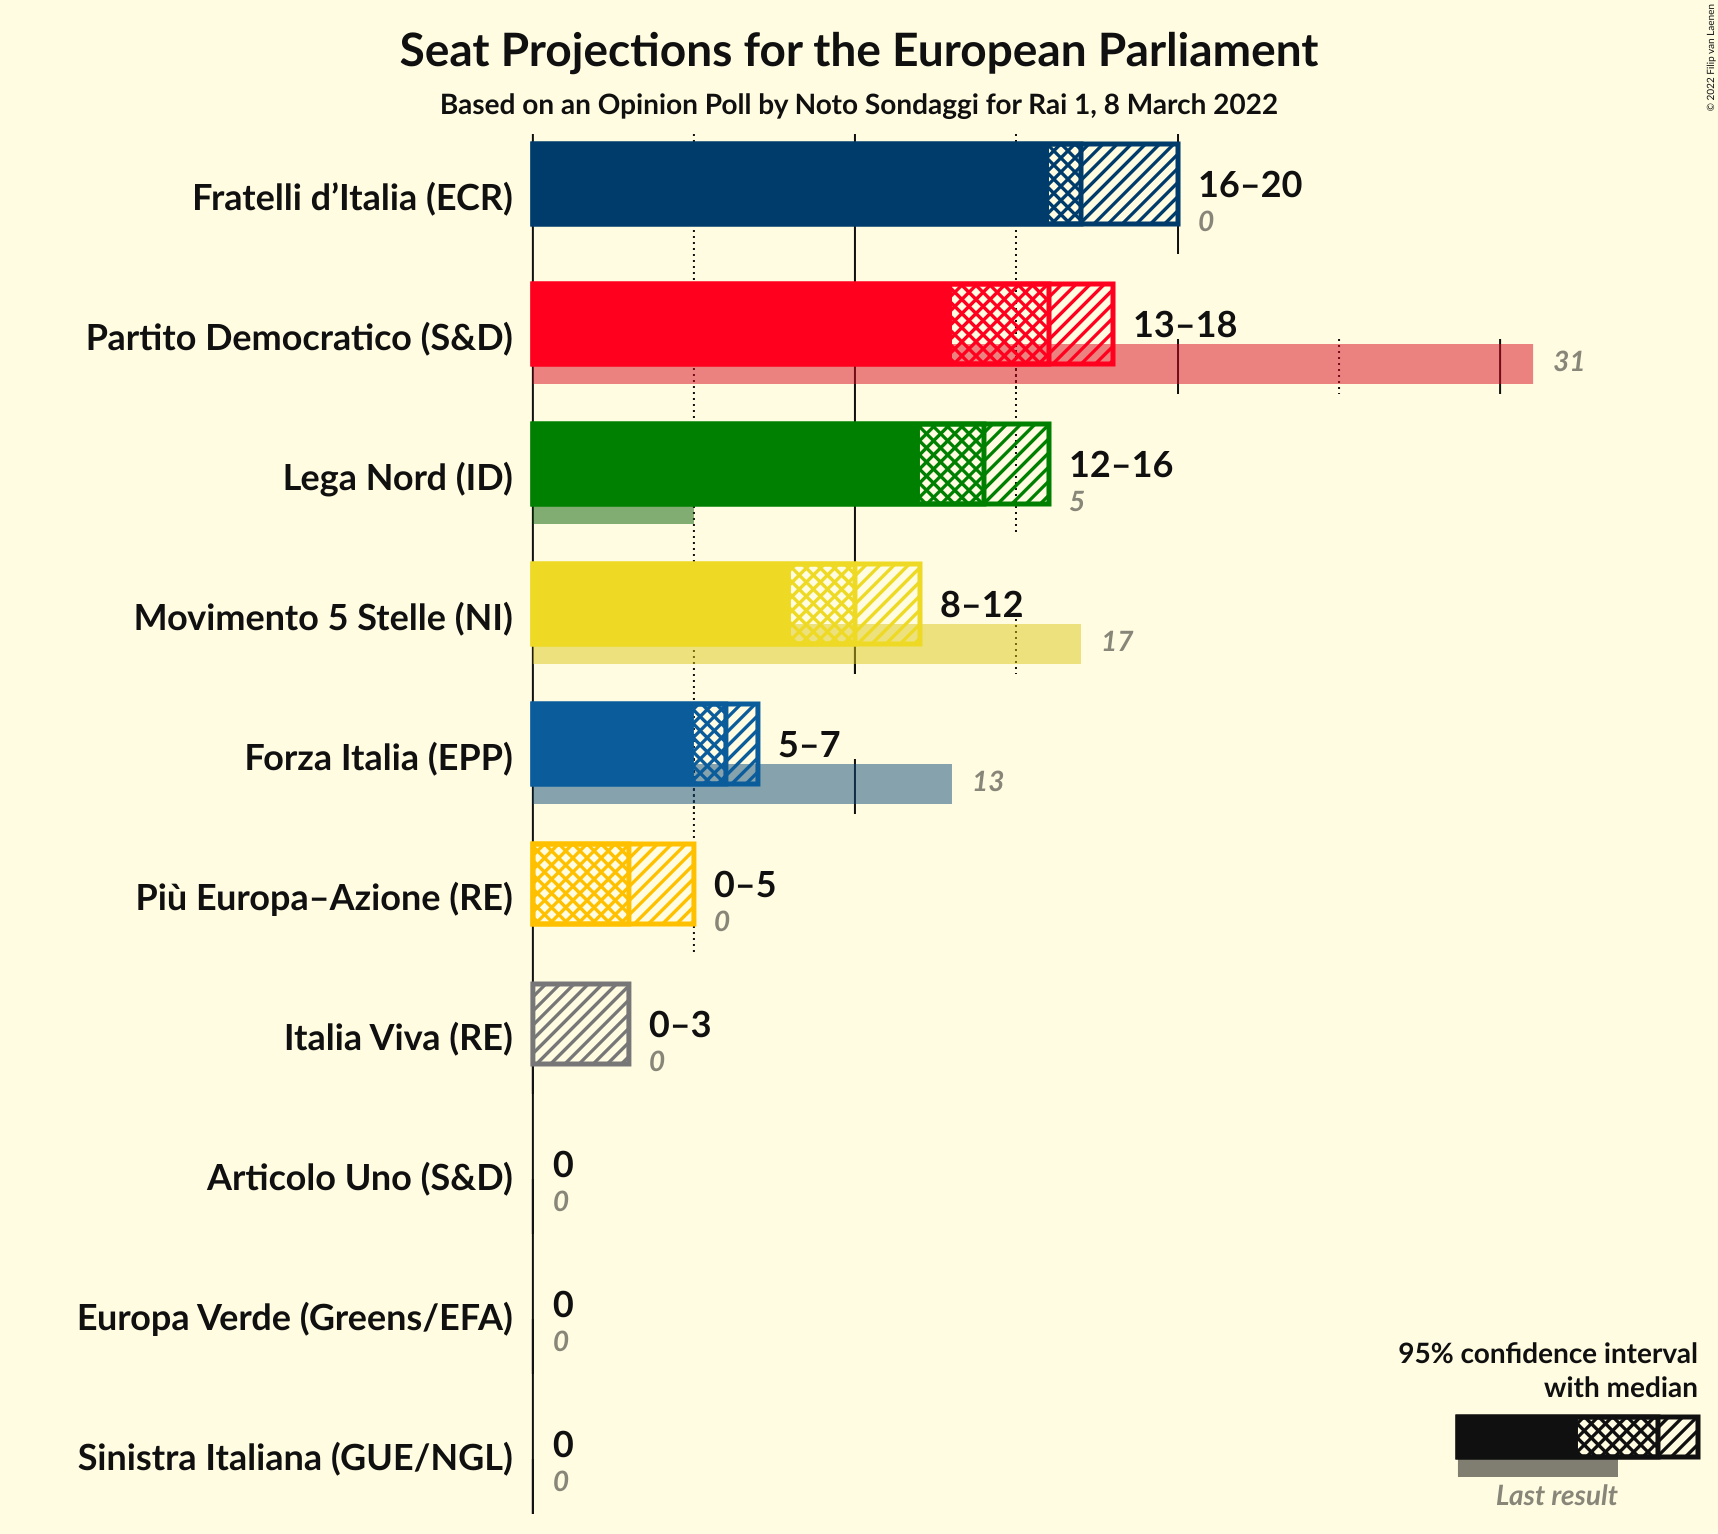 Seat Projections for the European Parliament
Based on an Opinion Poll by Noto Sondaggi for Rai 1, 8 March 2022
© 2022 Filip van Laenen
Fratelli d’Italia (ECR)
16–20
0
Partito Democratico (S&D)
13–18
31
Lega Nord (ID)
12–16
5
Movimento 5 Stelle (NI)
8–12
17
Forza Italia (EPP)
5–7
13
Più Europa–Azione (RE)
0–5
0
Italia Viva (RE)
0–3
0
Articolo Uno (S&D)
0
0
Europa Verde (Greens/EFA)
0
0
Sinistra Italiana (GUE/NGL)
0
0
95% confidence interval
with median
Last result